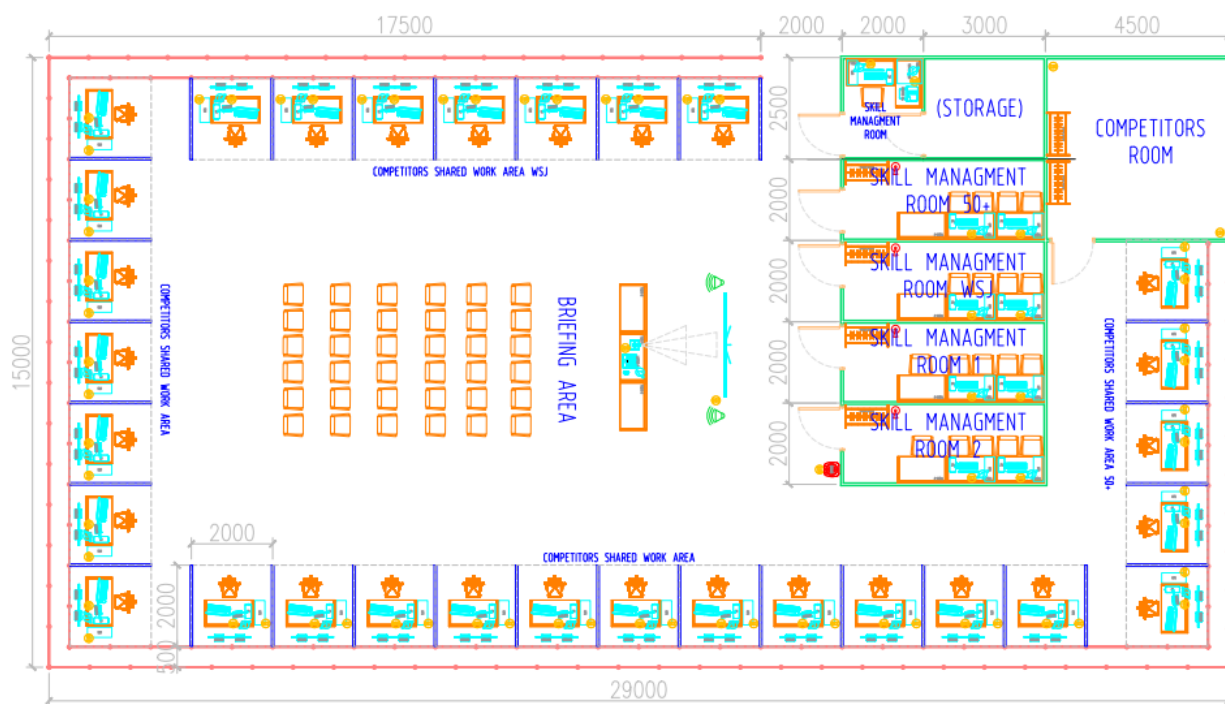 17500
2000
2000
3000
4500
2500
SKILL
MANAGMENT
ROOM
(STORAGE)
COMPETITORS
ROOM
COMPETITORS SHARED WORK AREA WSJ
2000
SKILL MANAGMENT
ROOM 50+
2000
SKILL MANAGMENT
ROOM WSJ
2000
SKILL MANAGMENT
ROOM 1
2000
SKILL MANAGMENT
ROOM 2
15000
COMPETITORS SHARED WORK AREA
BRIEFING AREA
COMPETITORS SHARED WORK AREA 50+
2000
COMPETITORS SHARED WORK AREA
2000
29000